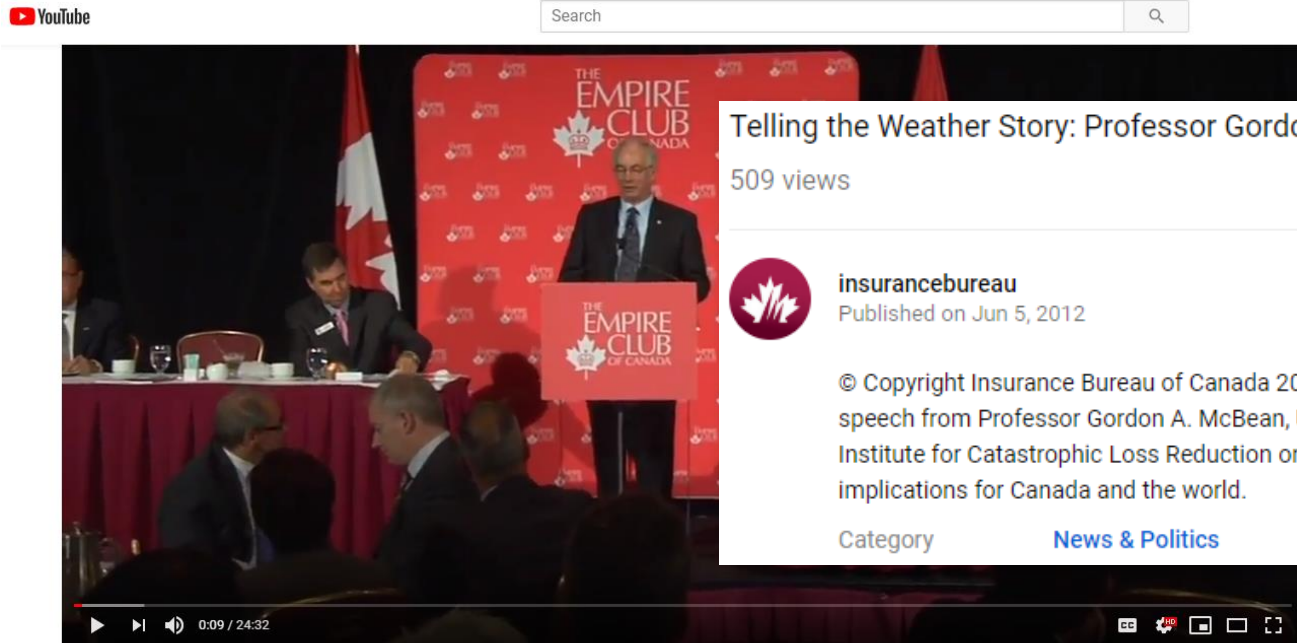 YouTube
Search
THE
EMPIRE
CLUB
THE
EMPIRE
CLUB
OF CANADA
Telling the Weather Story: Professor Gordo
509 views
insurancebureau
Published on Jun 5, 2012
© Copyright Insurance Bureau of Canada 20
speech from Professor Gordon A. McBean,
Institute for Catastrophic Loss Reduction or
implications for Canada and the world.
Category News & Politics
0:09 / 24:32
CC HD